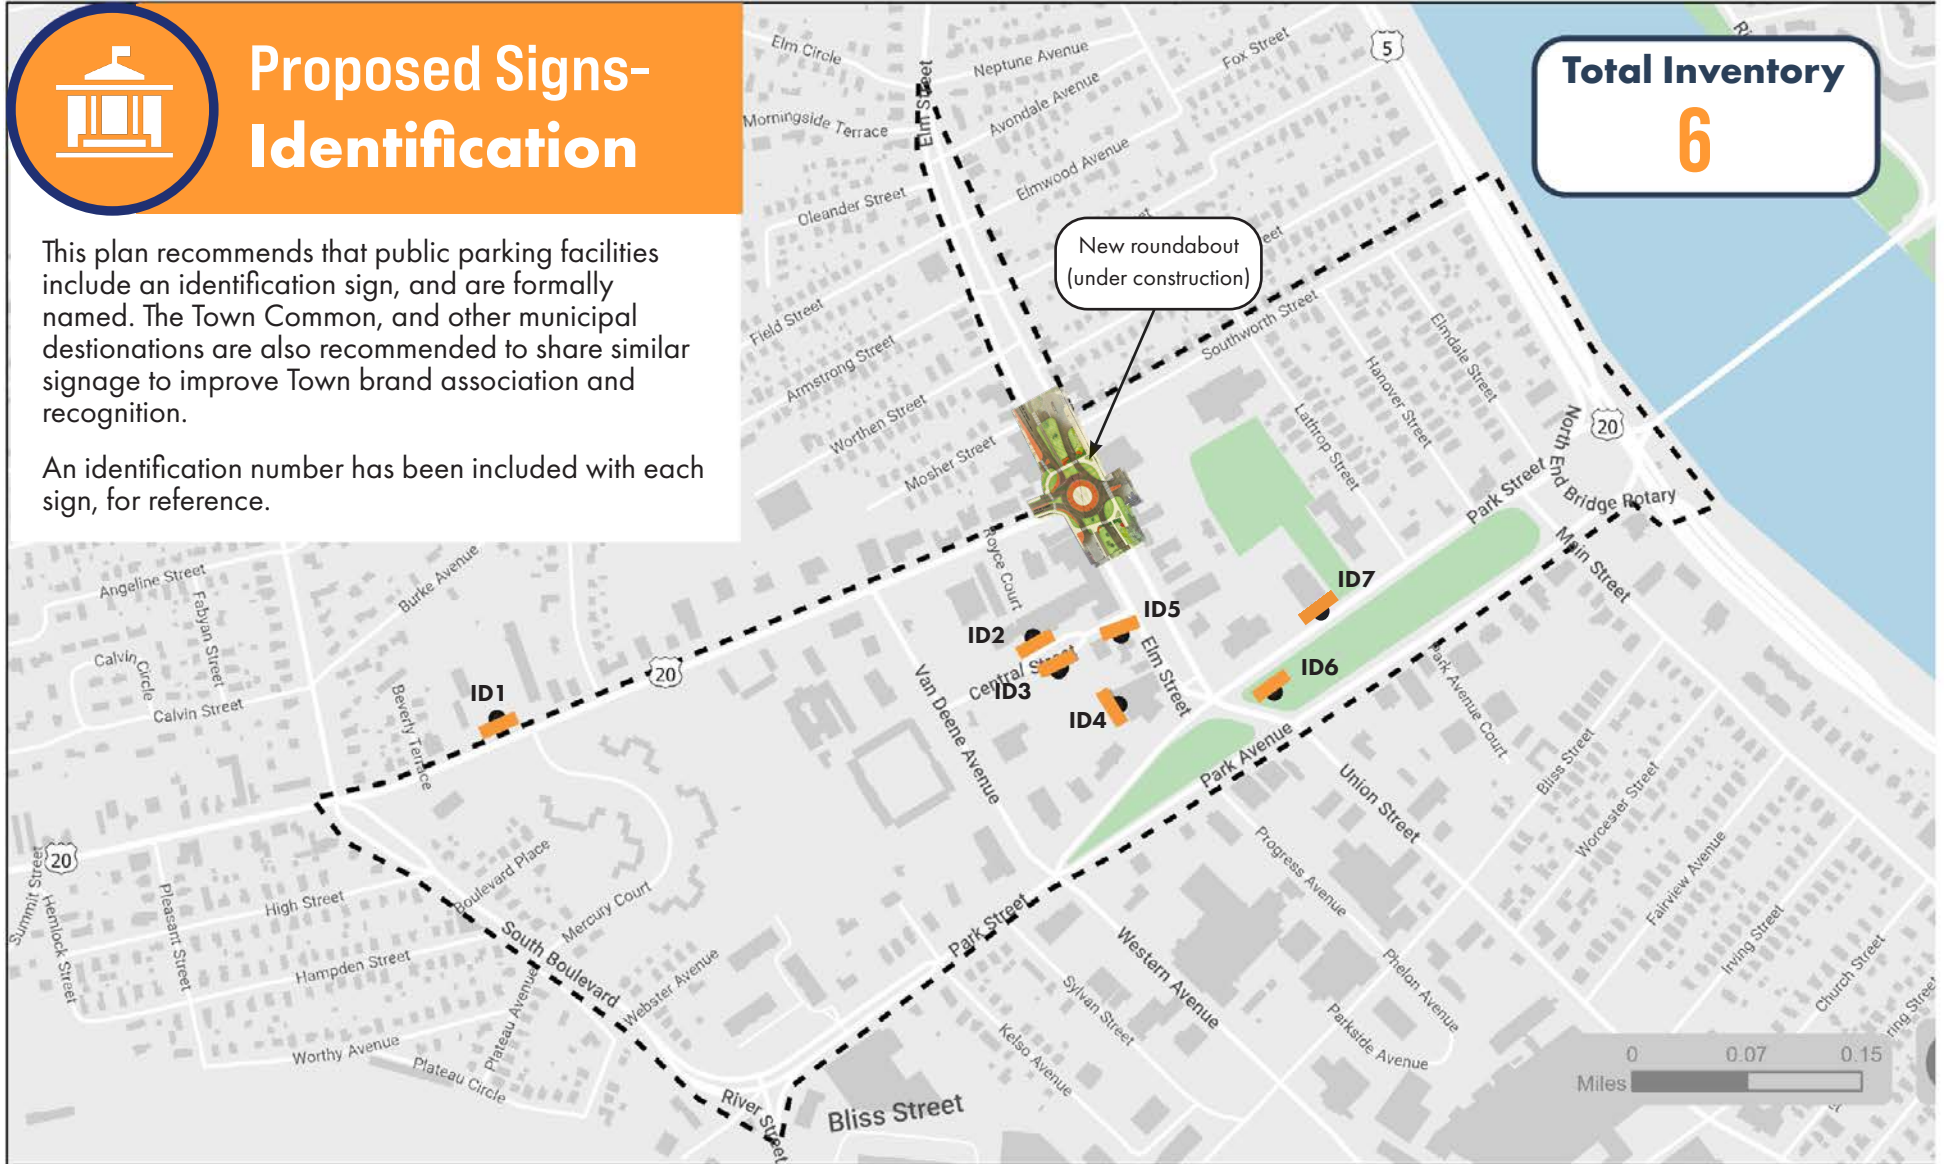 Proposed Signs-
Identification
This plan recommends that public parking facilities
include an identification sign, and are formally
named. The Town Common, and other municipal
destionations are also recommended to share similar
signage to improve Town brand association and
recognition.
An identification number has been included with each
sign, for reference.
Total Inventory
6
New roundabout
(under construction)
5
Elm Circle
Neptune Avenue
Fox Street
Elm Street
Avondale Avenue
Morningside Terrace
Elmwood Avenue
Oleander Street
Field Street
Southworth Street
Armstrong Street
Elmdale Street
Hanover Street
Worthen Street
Lathrop Street
Mosher Street
20
North End Bridge Rotary
Park Street
Main Street
Royce Court
Angeline Street
Fabyan Street
Burke Avenue
ID7
ID5
ID2
Central Street
ID3
ID6
ID4
Elm Street
Van Deene Avenue
20
ID1
Calvin Circle
Calvin Street
Beverly Terrace
Park Avenue Court
Park Avenue
Bliss Street
Union Street
Worcester Street
Progress Avenue
Fairview Avenue
20
Summit Street
Hemlock Street
Pleasant Street
High Street
Boulevard Place
Mercury Court
Hampden Street
South Boulevard
Webster Avenue
Plateau Avenue
Worthy Avenue
Plateau Circle
Park Street
Western Avenue
Phelon Avenue
Irving Street
Church Street
ring Street
Sylvan Street
Kelso Avenue
Parkside Avenue
River Street
Bliss Street
0 0.07 0.15
Miles